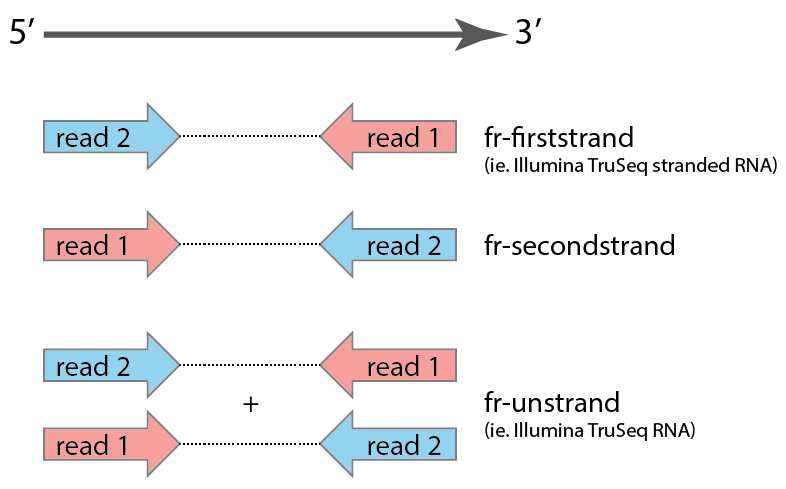 5’ 3’
read 2 read 1 fr-firststrand
(ie. Illumina TruSeq stranded RNA)
read 1 read 2 fr-secondstrand
read 2 read 1
+ fr-unstrand
(ie. Illumina TruSeq RNA)
read 1 read 2